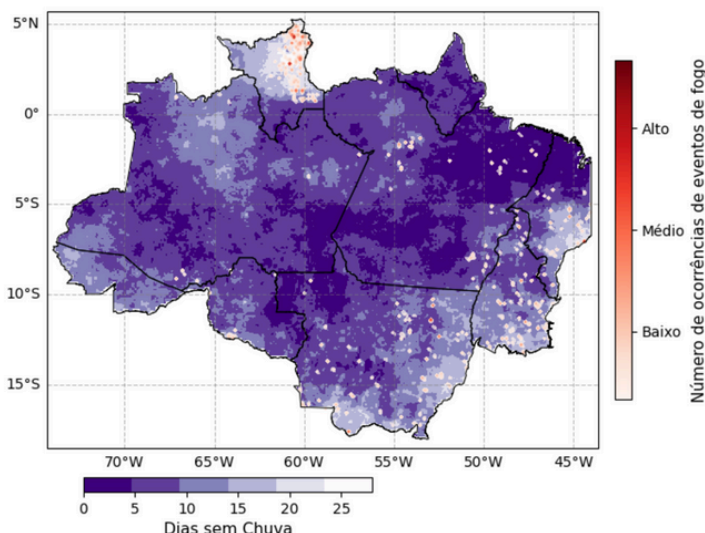 5°N
0°
5°S
10°S
15°S
70°W 65°W 60°W 55°W 50°W 45°W
0 5 10 15 20 25
Dias sem Chuva
Alto
Médio
Baixo
Número de ocorrências de eventos de fogo